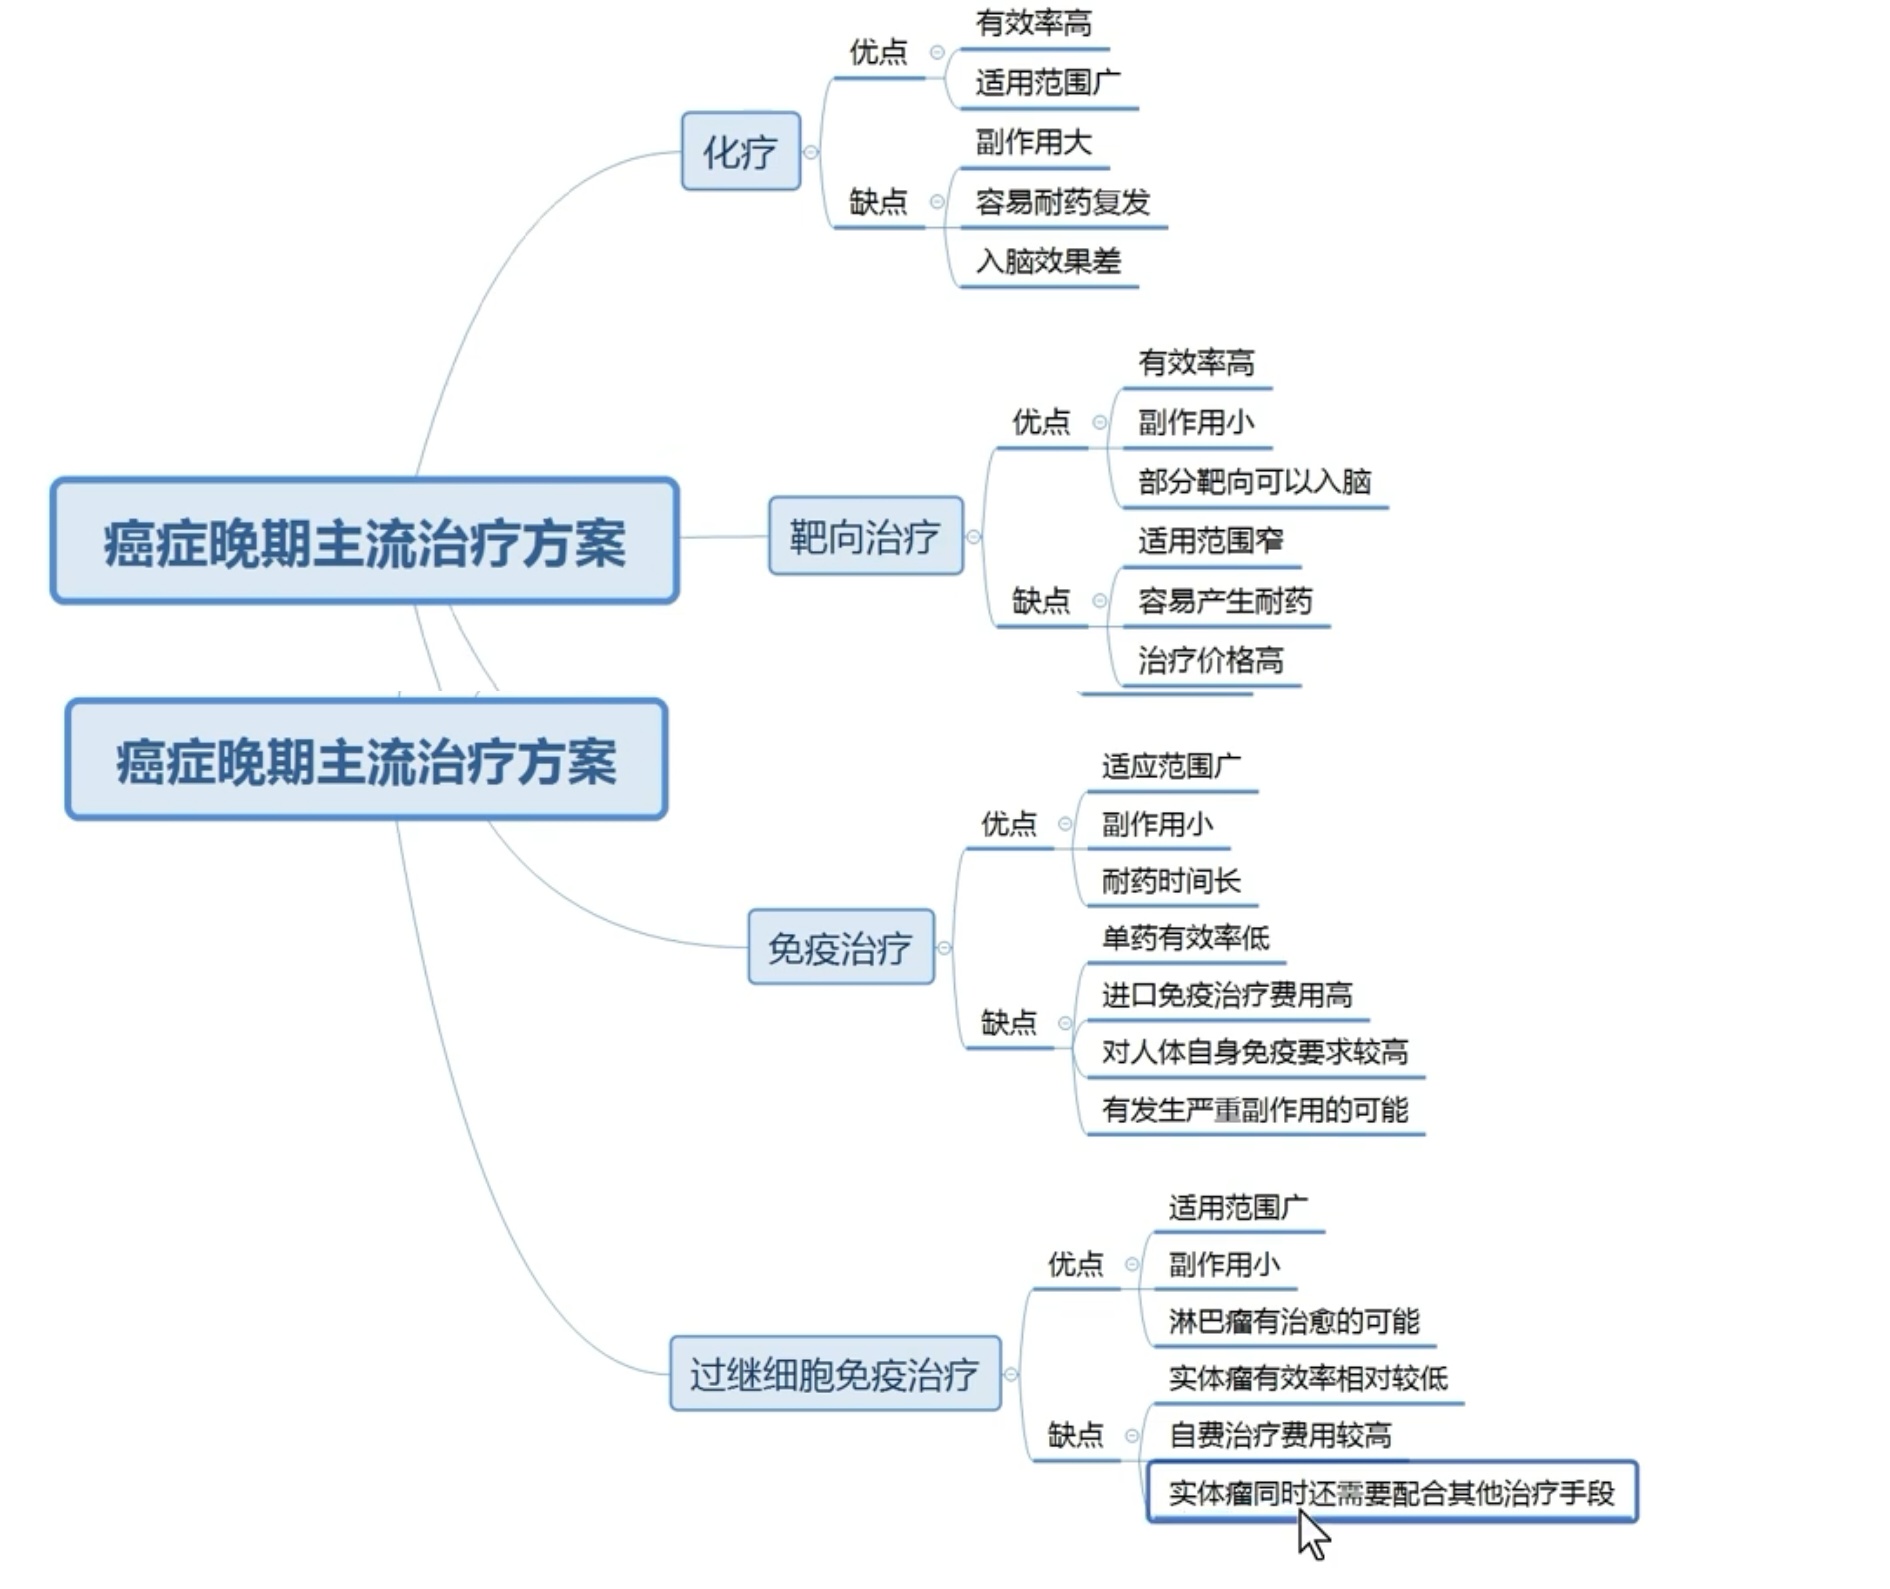 癌症晚期主流治疗方案
化疗
优点
有效率高
适用范围广
缺点
副作用大
容易耐药复发
入脑效果差
靶向治疗
优点
有效率高
副作用小
部分靶向可以入脑
缺点
适用范围窄
容易产生耐药
治疗价格高
癌症晚期主流治疗方案
免疫治疗
优点
适应范围广
副作用小
耐药时间长
缺点
单药有效率低
进口免疫治疗费用高
对人体自身免疫要求较高
有发生严重副作用的可能
过继细胞免疫治疗
优点
适用范围广
副作用小
淋巴瘤有治愈的可能
缺点
实体瘤有效率相对较低
自费治疗费用较高
实体瘤同时还需要配合其他治疗手段